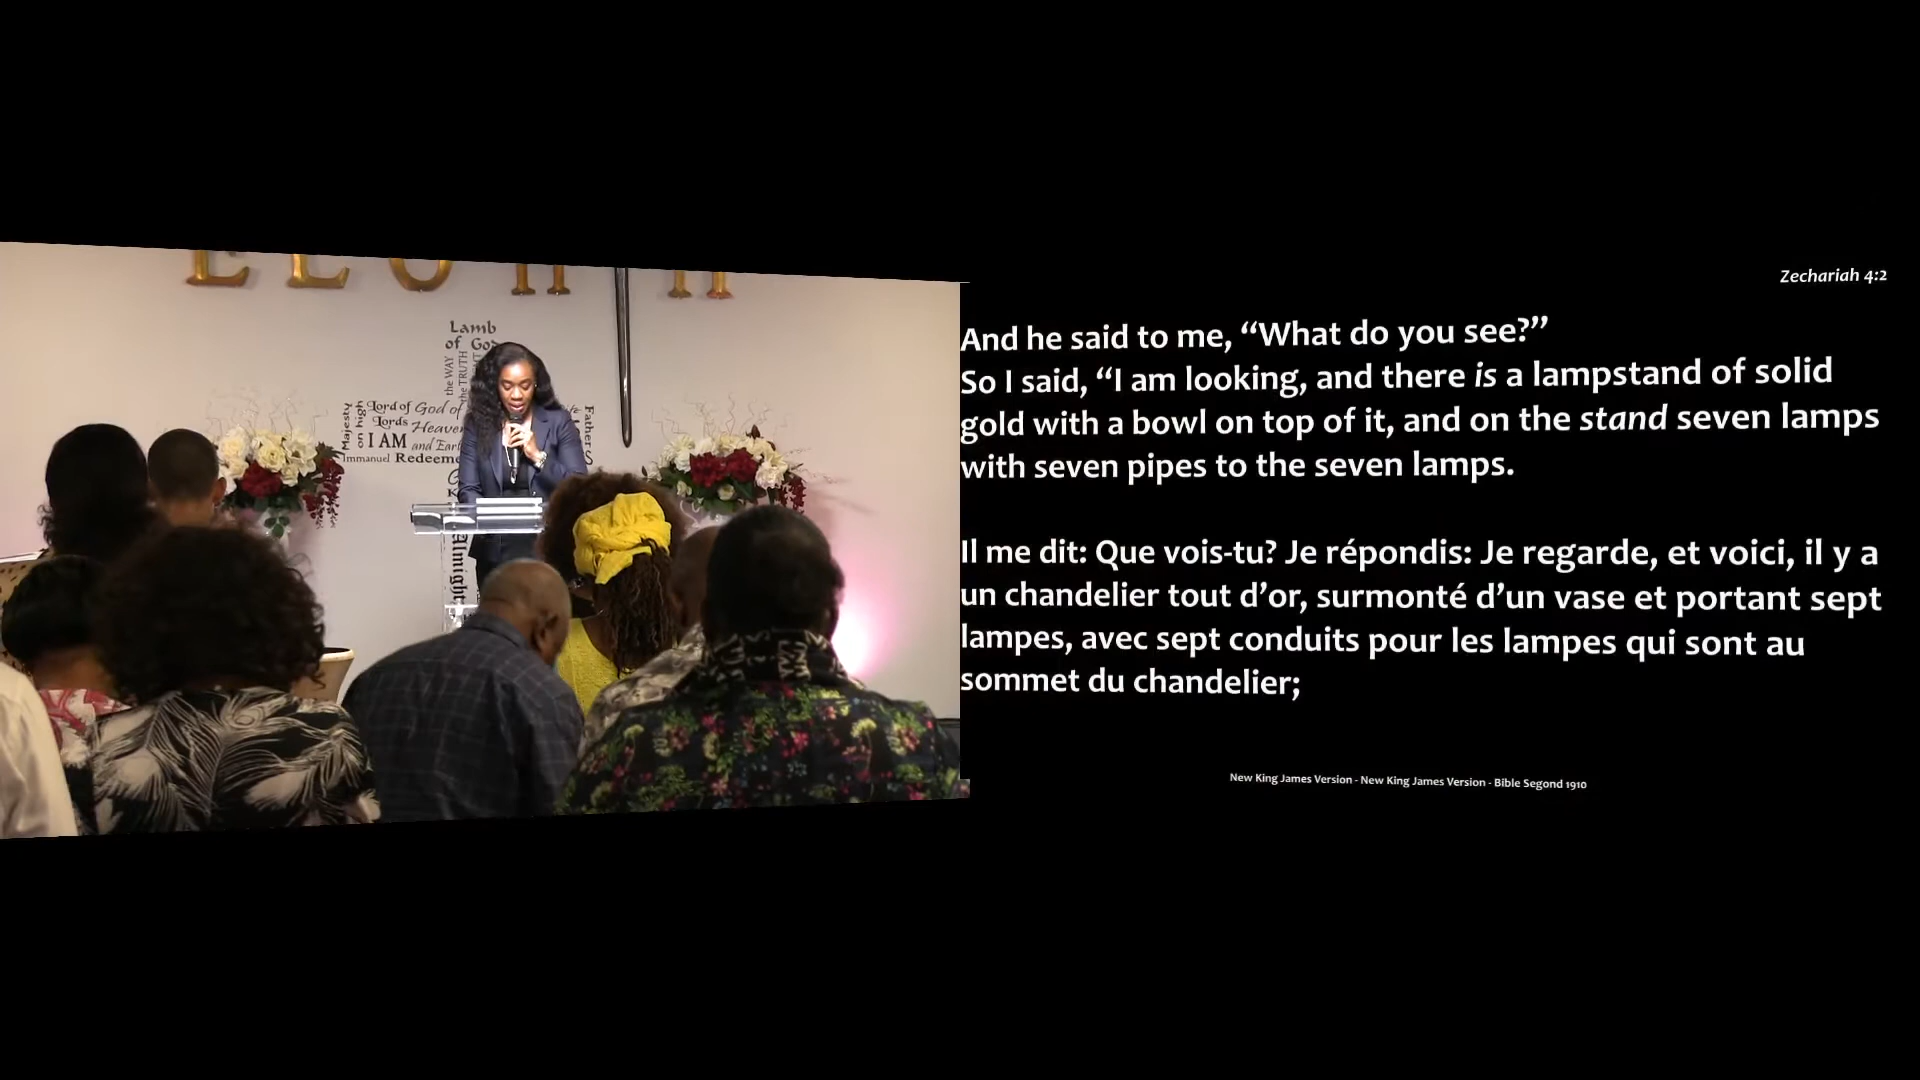 ELOHIM
Lamb
of God
the WAY
the TRUTH
Majesty
on high
Lord of
Lords
God of
Heaven
I AM
and Earth
Immanuel
Redeemer
Father
Almighty
Zechariah 4:2
And he said to me, “What do you see?”
So I said, “I am looking, and there is a lampstand of solid
gold with a bowl on top of it, and on the stand seven lamps
with seven pipes to the seven lamps.
Il me dit: Que vois-tu? Je répondis: Je regarde, et voici, il y a
un chandelier tout d’or, surmonté d’un vase et portant sept
lampes, avec sept conduits pour les lampes qui sont au
sommet du chandelier;
New King James Version - New King James Version - Bible Segond 1910